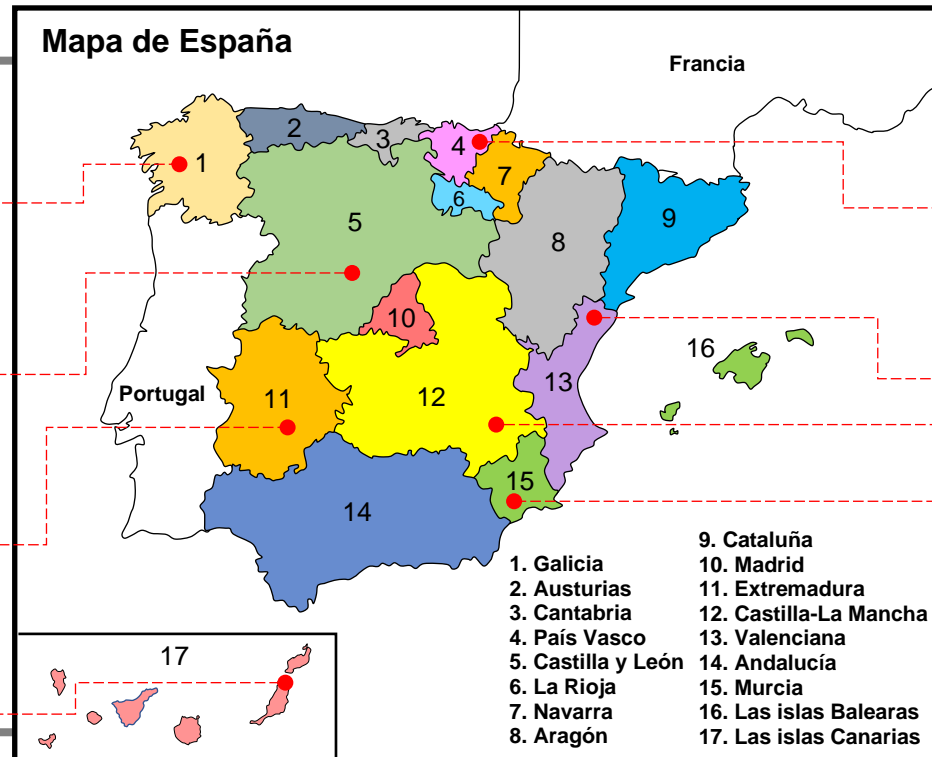 Mapa de España
Francia
1
2
3
4
7
6
5
8
9
10
16
Portugal
11
12
13
15
14
1. Galicia
2. Austurias
3. Cantabria
4. País Vasco
5. Castilla y León
6. La Rioja
7. Navarra
8. Aragón
9. Cataluña
10. Madrid
11. Extremadura
12. Castilla-La Mancha
13. Valenciana
14. Andalucía
15. Murcia
16. Las islas Balearas
17. Las islas Canarias
17